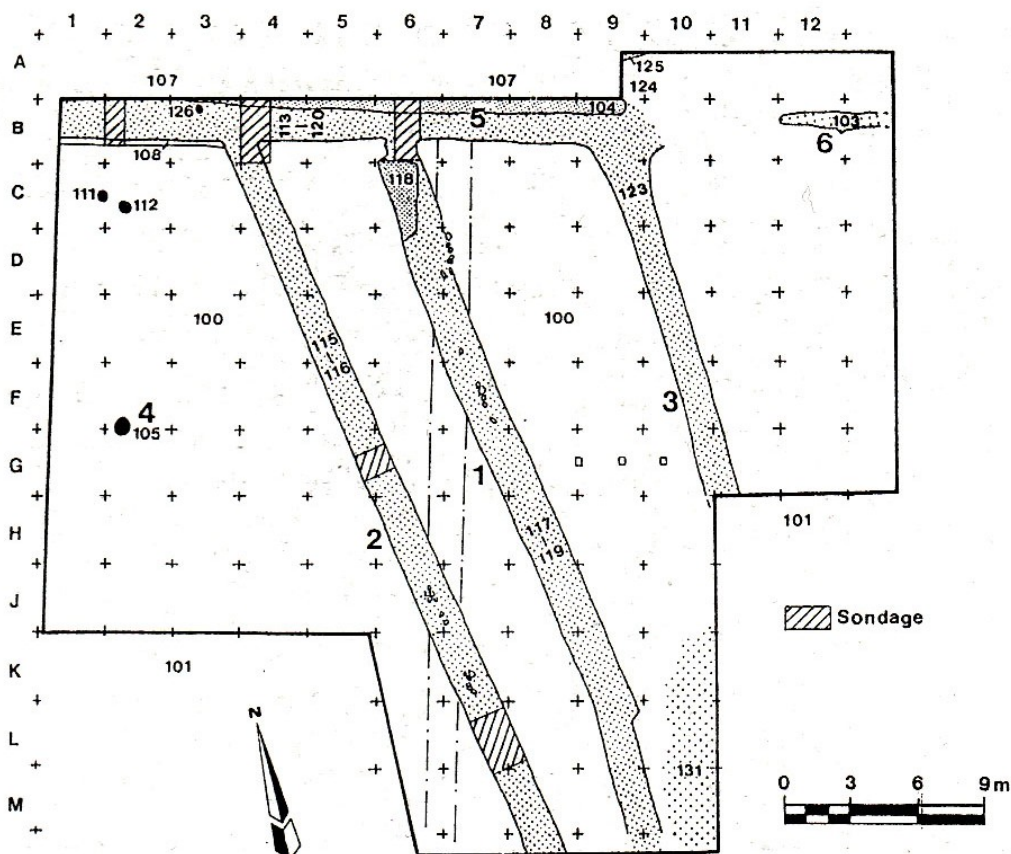 1 2 3 4 5 6 7 8 9 10 11 12
A
107 107 125
124
104
B
126 113 - 120 5 103
6
108
C
111 112 118 123
D
E
100 100
115 - 116
F
4 3
105
G
1
H
2 117 - 119 101
J
Sondage
K
101
N
L
131
0 3 6 9 m
M